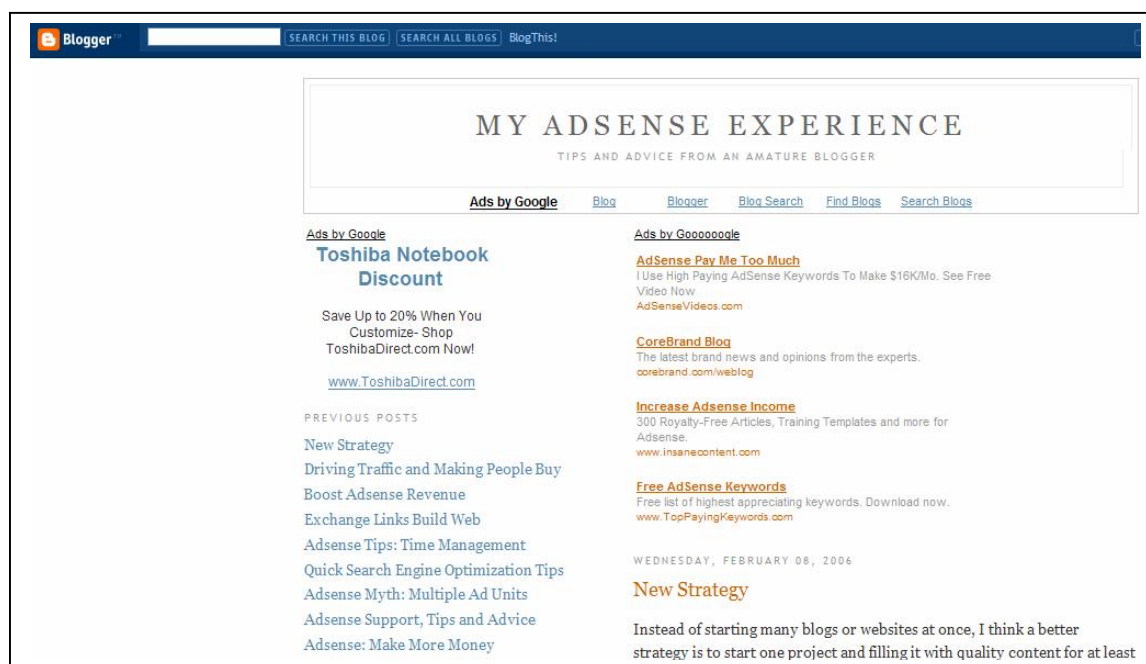 Blogger™ SEARCH THIS BLOG SEARCH ALL BLOGS BlogThis!
MY ADSENSE EXPERIENCE
TIPS AND ADVICE FROM AN AMATURE BLOGGER
Ads by Google Blog Blogger Blog Search Find Blogs Search Blogs
Ads by Google
Toshiba Notebook
Discount
Save Up to 20% When You
Customize- Shop
ToshibaDirect.com Now!
www.ToshibaDirect.com
PREVIOUS POSTS
New Strategy
Driving Traffic and Making People Buy
Boost Adsense Revenue
Exchange Links Build Web
Adsense Tips: Time Management
Quick Search Engine Optimization Tips
Adsense Myth: Multiple Ad Units
Adsense Support, Tips and Advice
Adsense: Make More Money
Ads by Goooooogle
AdSense Pay Me Too Much
I Use High Paying AdSense Keywords To Make $16K/Mo. See Free
Video Now
AdSenseVideos.com
CoreBrand Blog
The latest brand news and opinions from the experts.
corebrand.com/weblog
Increase Adsense Income
300 Royalty-Free Articles, Training Templates and more for
Adsense.
www.insanecontent.com
Free AdSense Keywords
Free list of highest appreciating keywords. Download now.
www.TopPayingKeywords.com
WEDNESDAY, FEBRUARY 08, 2006
New Strategy
Instead of starting many blogs or websites at once, I think a better
strategy is to start one project and filling it with quality content for at least